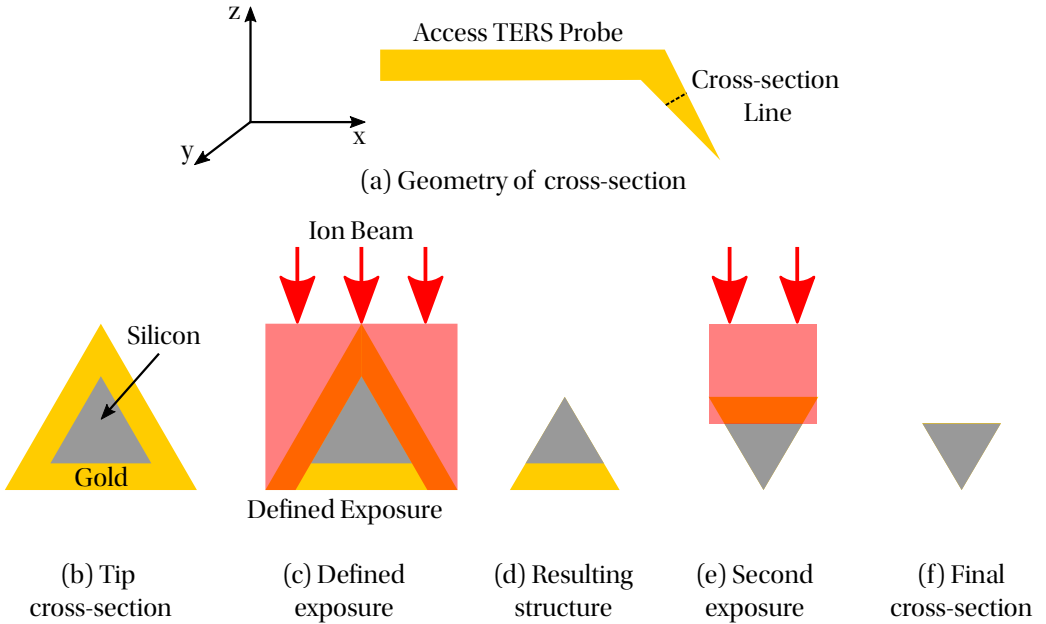 z
Access TERS Probe
Cross-section
Line
x
y
(a) Geometry of cross-section
Ion Beam
Silicon
Gold
Defined Exposure
(b) Tip
cross-section
(c) Defined
exposure
(d) Resulting
structure
(e) Second
exposure
(f) Final
cross-section